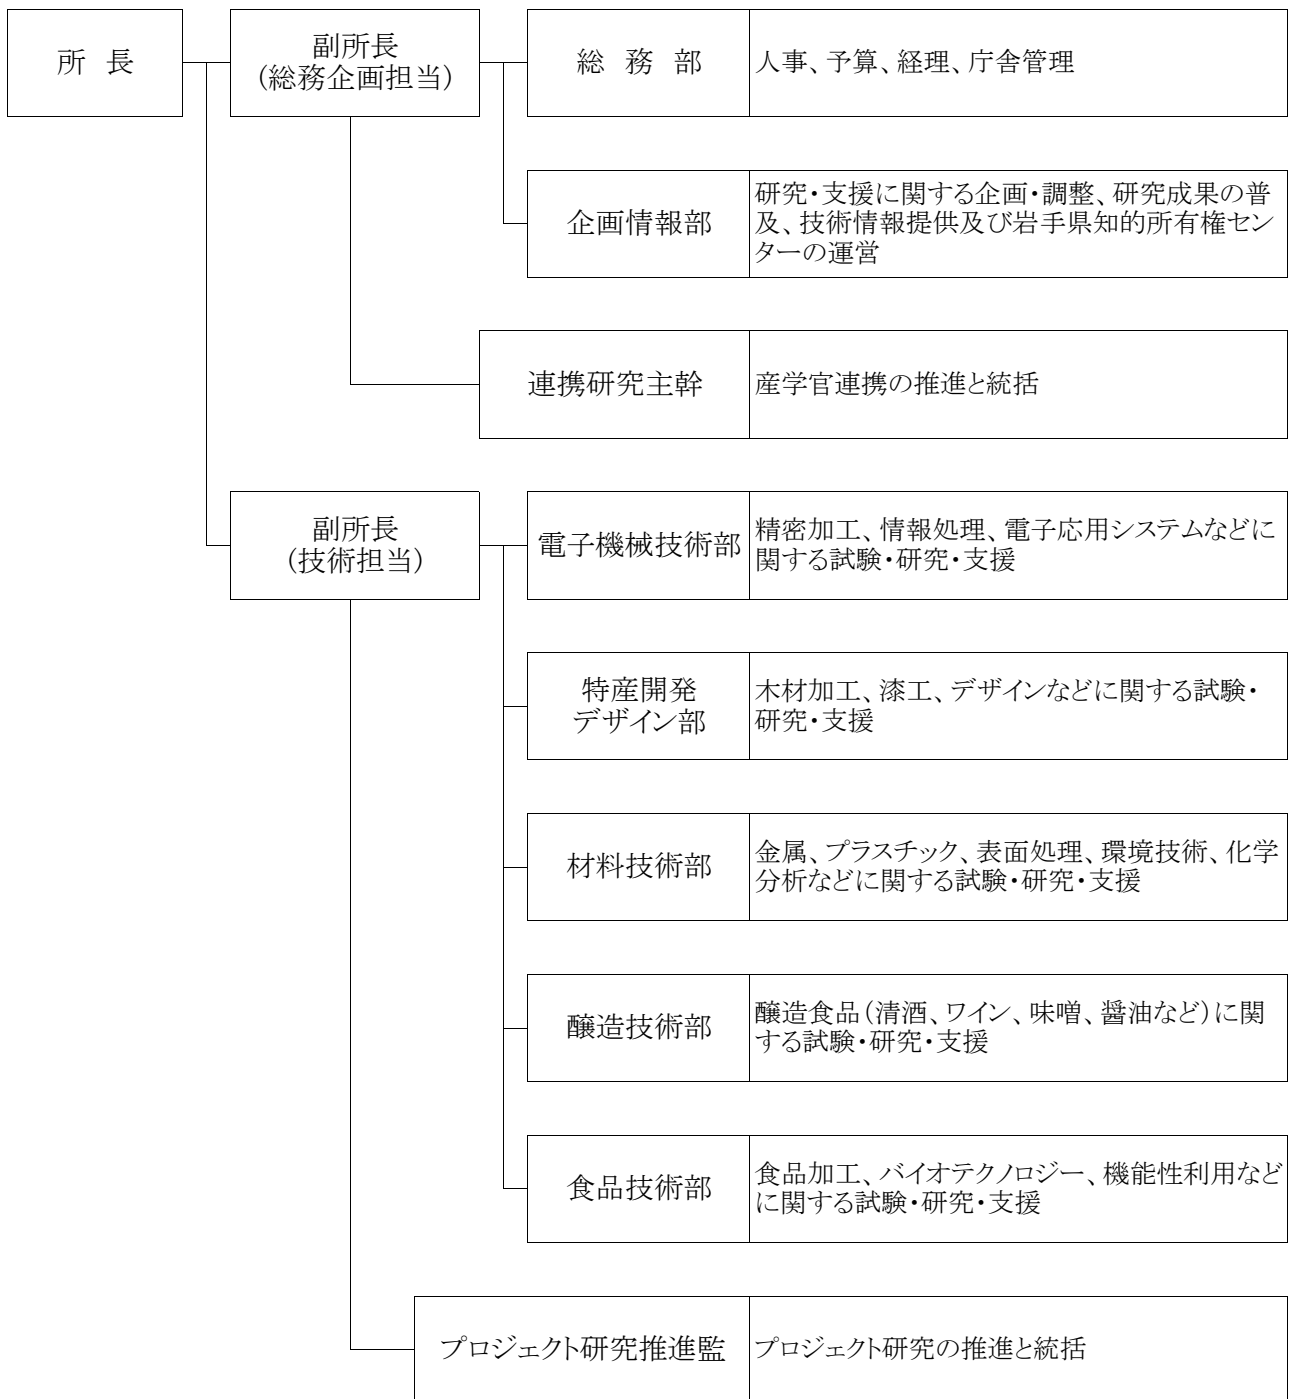 所 長
副所長
(総務企画担当)
総 務 部
人事、予算、経理、庁舎管理
企画情報部
研究・支援に関する企画・調整、研究成果の普
及、技術情報提供及び岩手県知的所有権セン
ターの運営
連携研究主幹
産学官連携の推進と統括
副所長
(技術担当)
電子機械技術部
精密加工、情報処理、電子応用システムなどに
関する試験・研究・支援
特産開発
デザイン部
木材加工、漆工、デザインなどに関する試験・
研究・支援
材料技術部
金属、プラスチック、表面処理、環境技術、化学
分析などに関する試験・研究・支援
醸造技術部
醸造食品(清酒、ワイン、味噌、醤油など)に関
する試験・研究・支援
食品技術部
食品加工、バイオテクノロジー、機能性利用など
に関する試験・研究・支援
プロジェクト研究推進監
プロジェクト研究の推進と統括